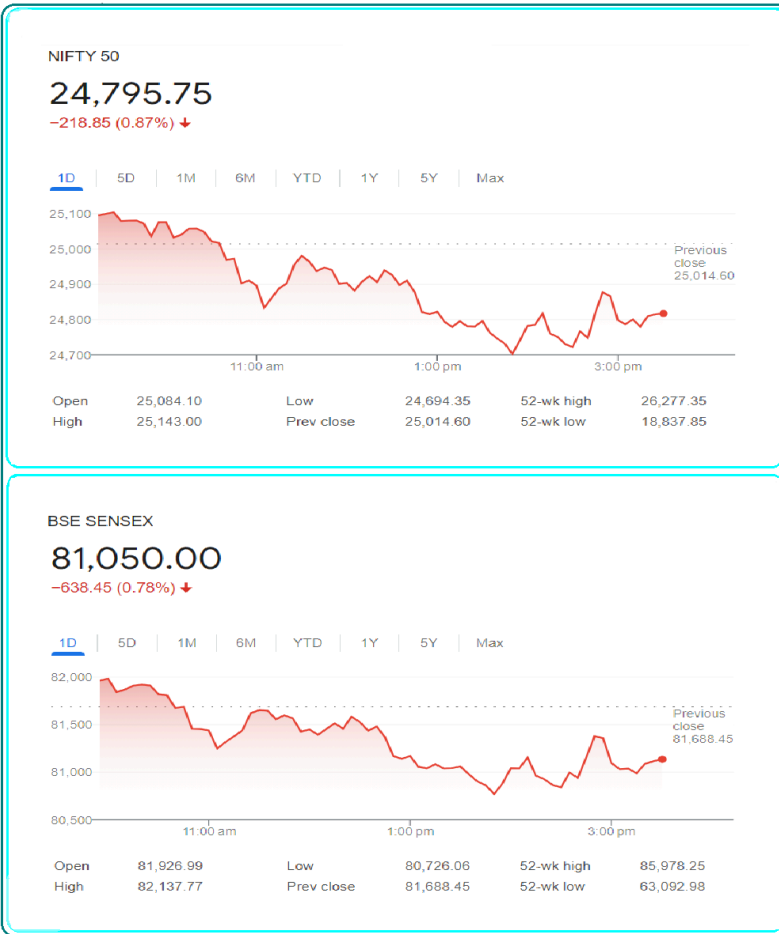 NIFTY 50
24,795.75
−218.85 (0.87%) ↓
1D 5D 1M 6M YTD 1Y 5Y Max
25,100
25,000
Previous
close
25,014.60
24,900
24,800
24,700
11:00 am 1:00 pm 3:00 pm
Open 25,084.10 Low 24,694.35 52-wk high 26,277.35
High 25,143.00 Prev close 25,014.60 52-wk low 18,837.85
BSE SENSEX
81,050.00
−638.45 (0.78%) ↓
1D 5D 1M 6M YTD 1Y 5Y Max
82,000
81,500
Previous
close
81,688.45
81,000
80,500
11:00 am 1:00 pm 3:00 pm
Open 81,926.99 Low 80,726.06 52-wk high 85,978.25
High 82,137.77 Prev close 81,688.45 52-wk low 63,092.98